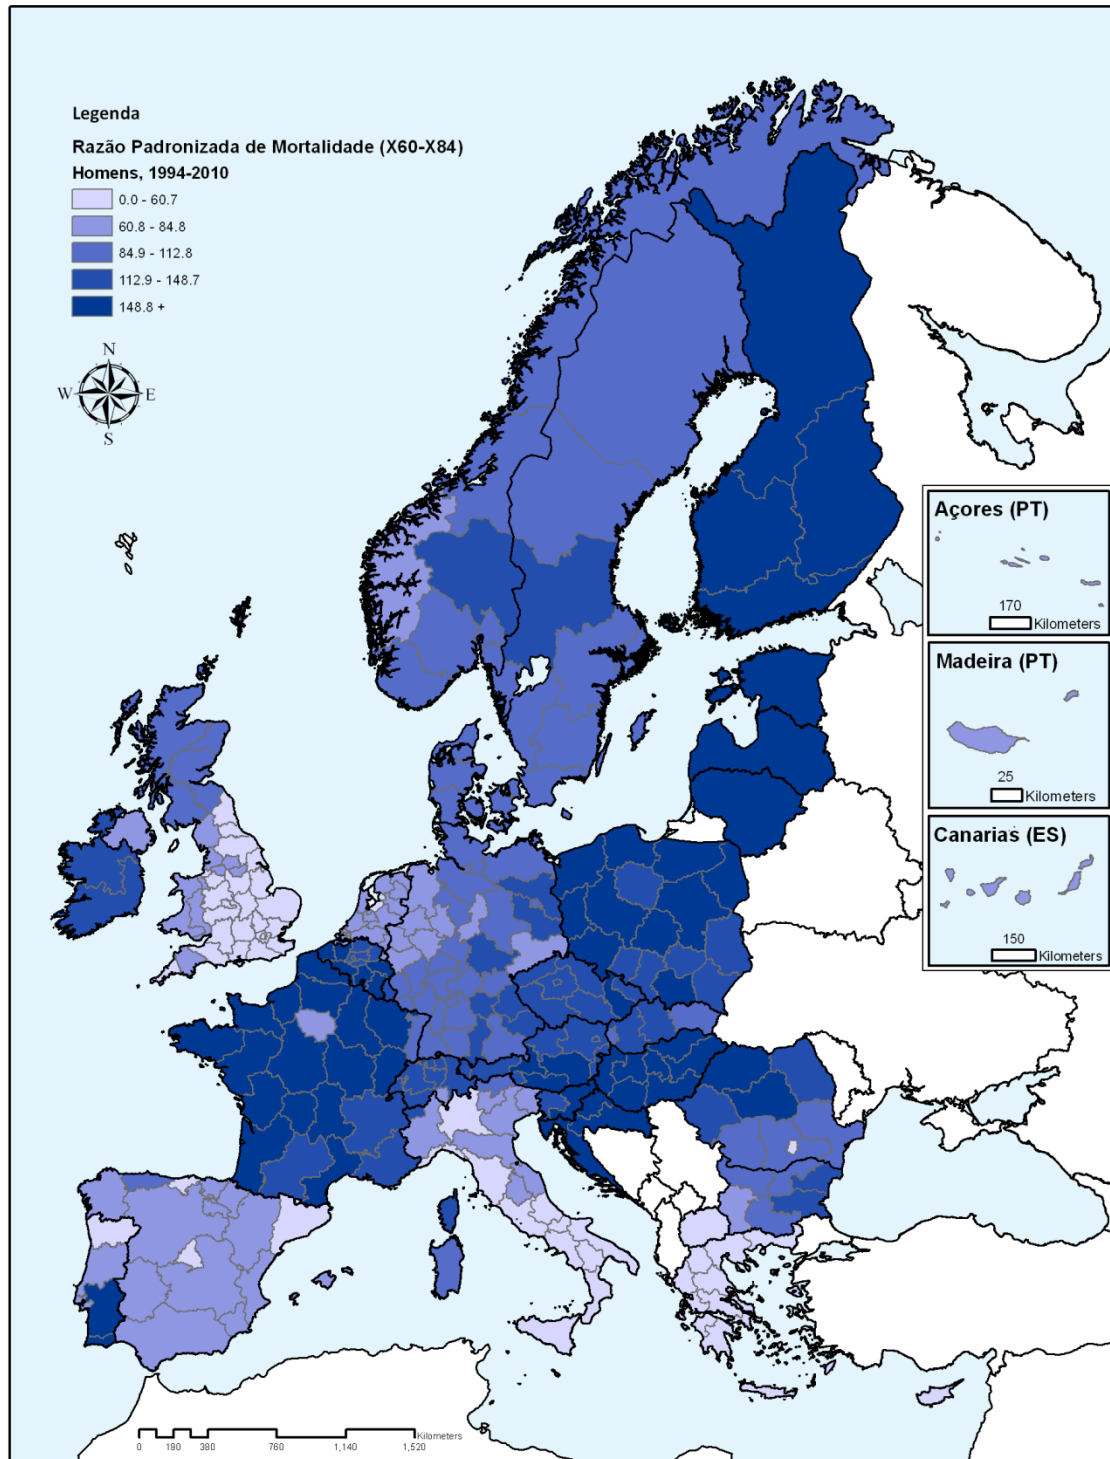 Legenda
Razão Padronizada de Mortalidade (X60-X84)
Homens, 1994-2010
0.0 - 60.7
60.8 - 84.8
84.9 - 112.8
112.9 - 148.7
148.8 +
N
W E
S
Açores (PT)
170
Kilometers
Madeira (PT)
25
Kilometers
Canarias (ES)
150
Kilometers
Kilometers
0 190 380 760 1,140 1,520